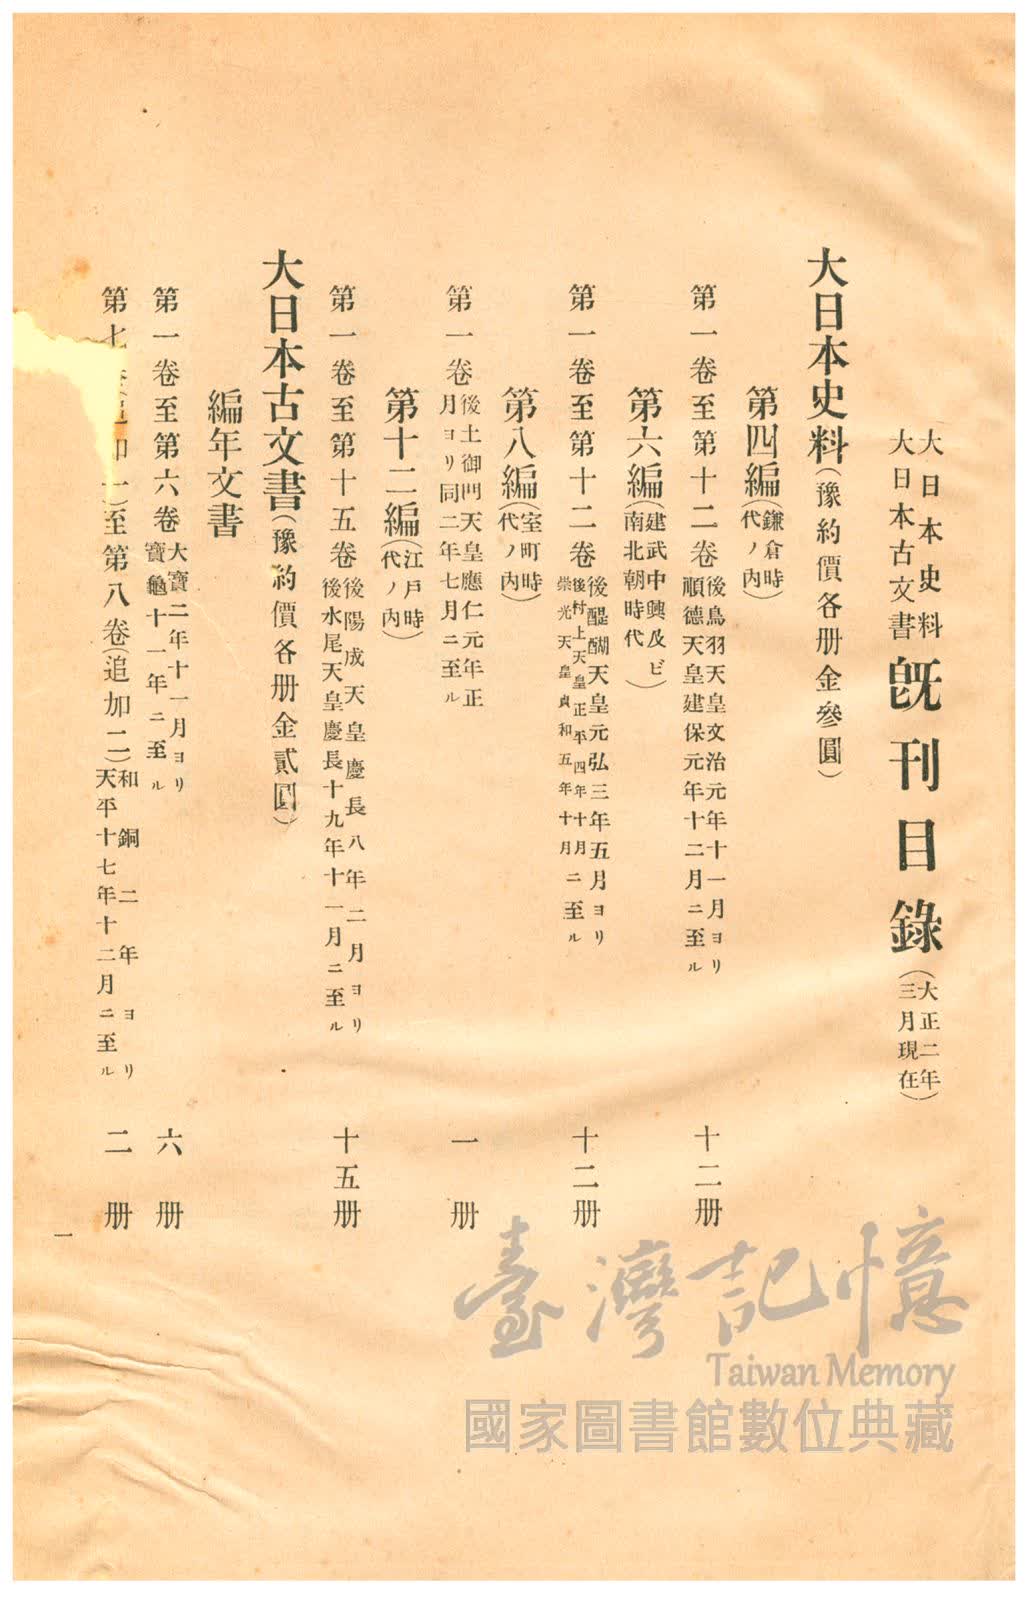 大日本史料
大日本古文書
既刊目錄
(大正二年
三月現在)
大日本史料(豫約價各册金參圓)
第四編(鎌倉時
代ノ內)
第一卷至第十二卷
後鳥羽天皇文治元年十一月ヨリ
順德天皇建保元年十二月ニ至ル
十二册
第六編(建武中興及ビ
南北朝時代)
第一卷至第十二卷
後醍醐天皇元弘三年五月ヨリ
後村上天皇正平四年十月
崇光天皇貞和五年十月
ニ至ル
十二册
第八編(室町時
代ノ內)
第一卷
後土御門天皇應仁元年正
月ヨリ同二年七月ニ至ル
一册
第十二編(江戶時
代ノ內)
第一卷至第十五卷
後陽成天皇慶長八年二月ヨリ
後水尾天皇慶長十九年十一月ニ至ル
十五册
大日本古文書(豫約價各册金貳圓)
編年文書
第一卷至第六卷
大寶二年十一月ヨリ
寶龜十一年ニ至ル
六册
第七卷(追加一)至第八卷(追加二)
和銅二年ヨリ
天平十七年十二月ニ至ル
二册
一
臺灣記憶
Taiwan Memory
國家圖書館數位典藏